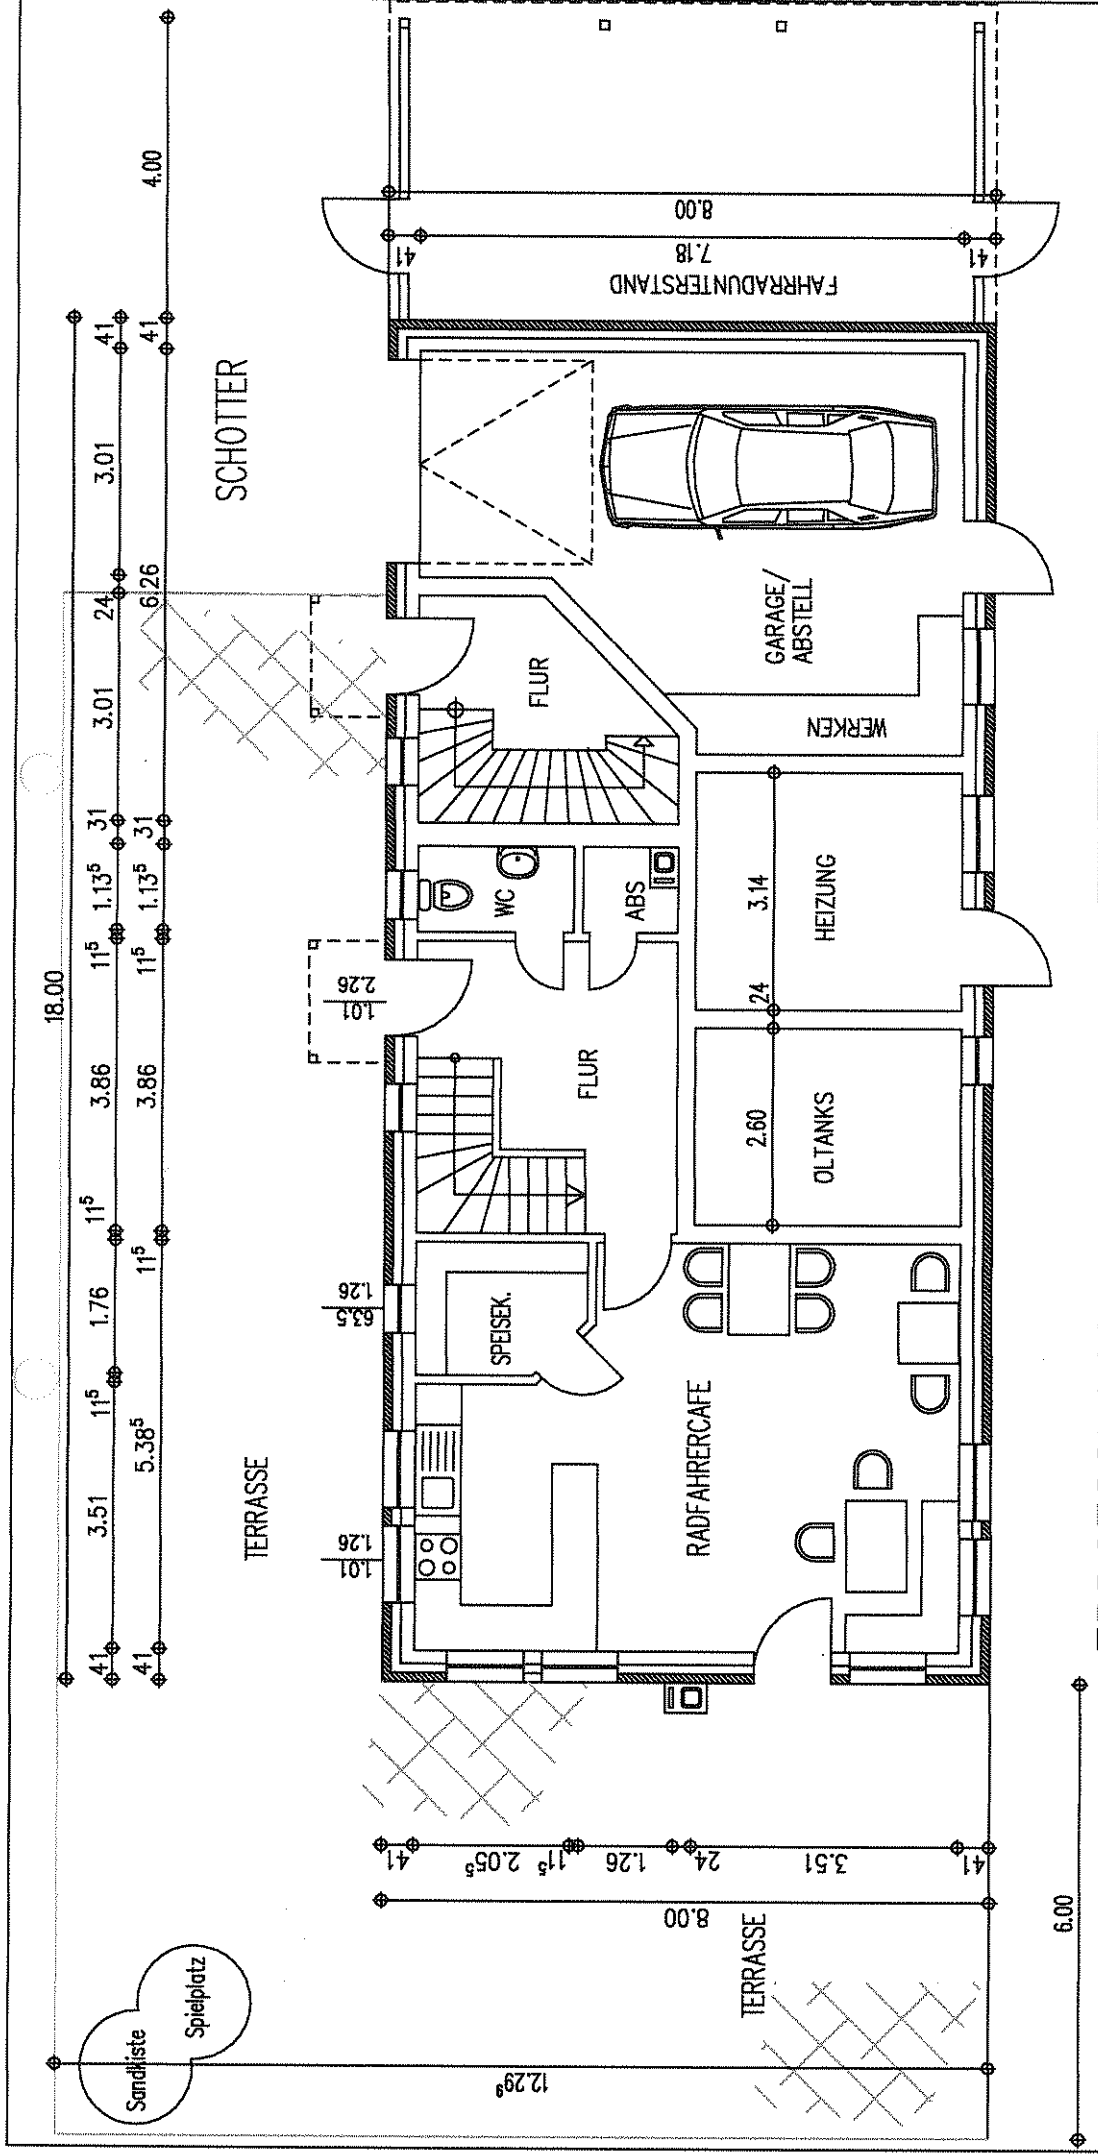 18.00
41 3.51 11⁵ 1.76 11⁵ 3.86 11⁵ 1.13⁵ 31 3.01 24 3.01 41
41 5.38⁵ 11⁵ 3.86 11⁵ 1.13⁵ 31 6.26 41 4.00
Sandkiste
Spielplatz
TERRASSE
SCHOTTER
1.01
1.26
63.5
1.26
1.01
2.26
SPEISEK.
FLUR
WC
ABS
FLUR
RADFAHRERCAFE
OLTANKS
2.60
24
3.14
HEIZUNG
WERKEN
GARAGE/
ABSTELL
FAHRRADUNTERSTAND
41
7.18
41
8.00
41
2.05⁵
11⁵
1.26
24
3.51
41
8.00
TERRASSE
12.29⁹
6.00